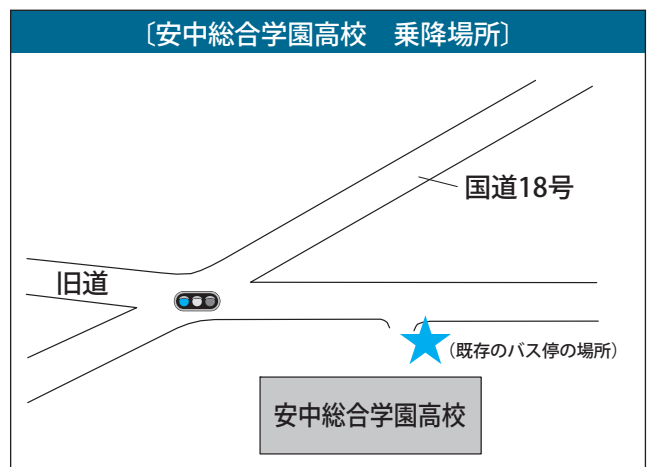 〔安中総合学園高校　乗降場所〕
国道18号
旧道
（既存のバス停の場所）
安中総合学園高校